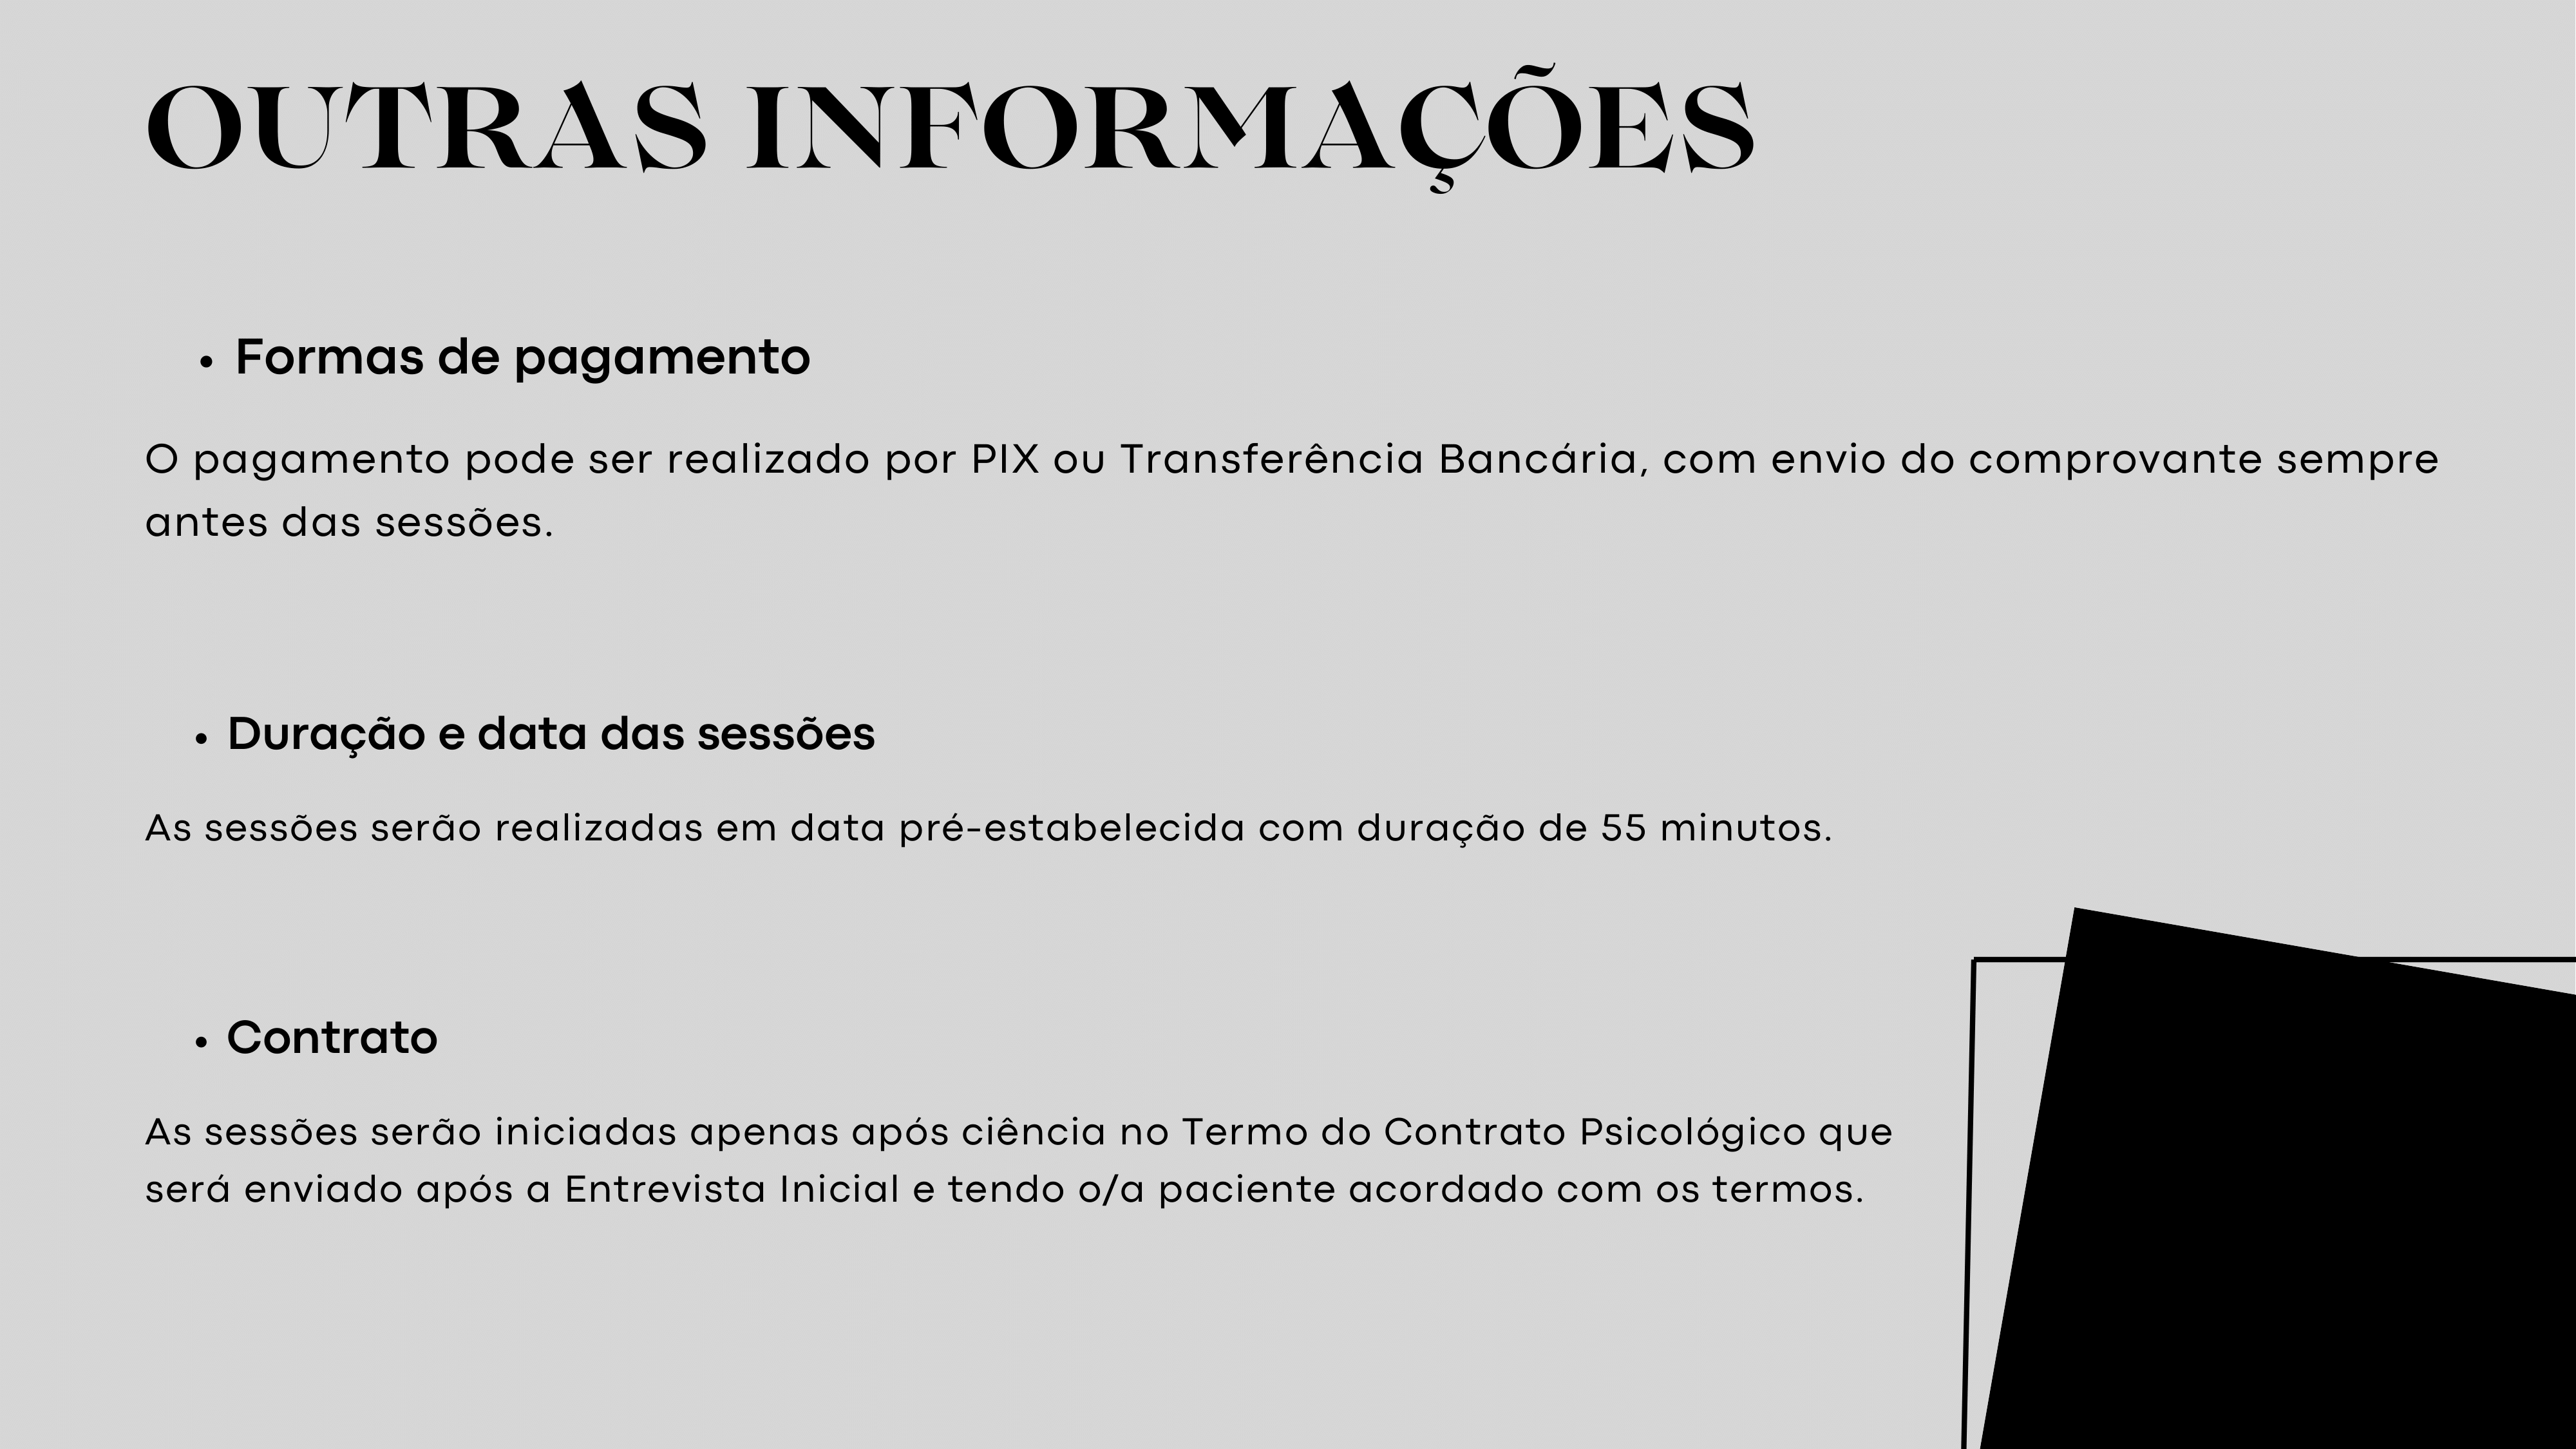 OUTRAS INFORMAÇÕES
• Formas de pagamento
O pagamento pode ser realizado por PIX ou Transferência Bancária, com envio do comprovante sempre
antes das sessões.
• Duração e data das sessões
As sessões serão realizadas em data pré-estabelecida com duração de 55 minutos.
• Contrato
As sessões serão iniciadas apenas após ciência no Termo do Contrato Psicológico que
será enviado após a Entrevista Inicial e tendo o/a paciente acordado com os termos.